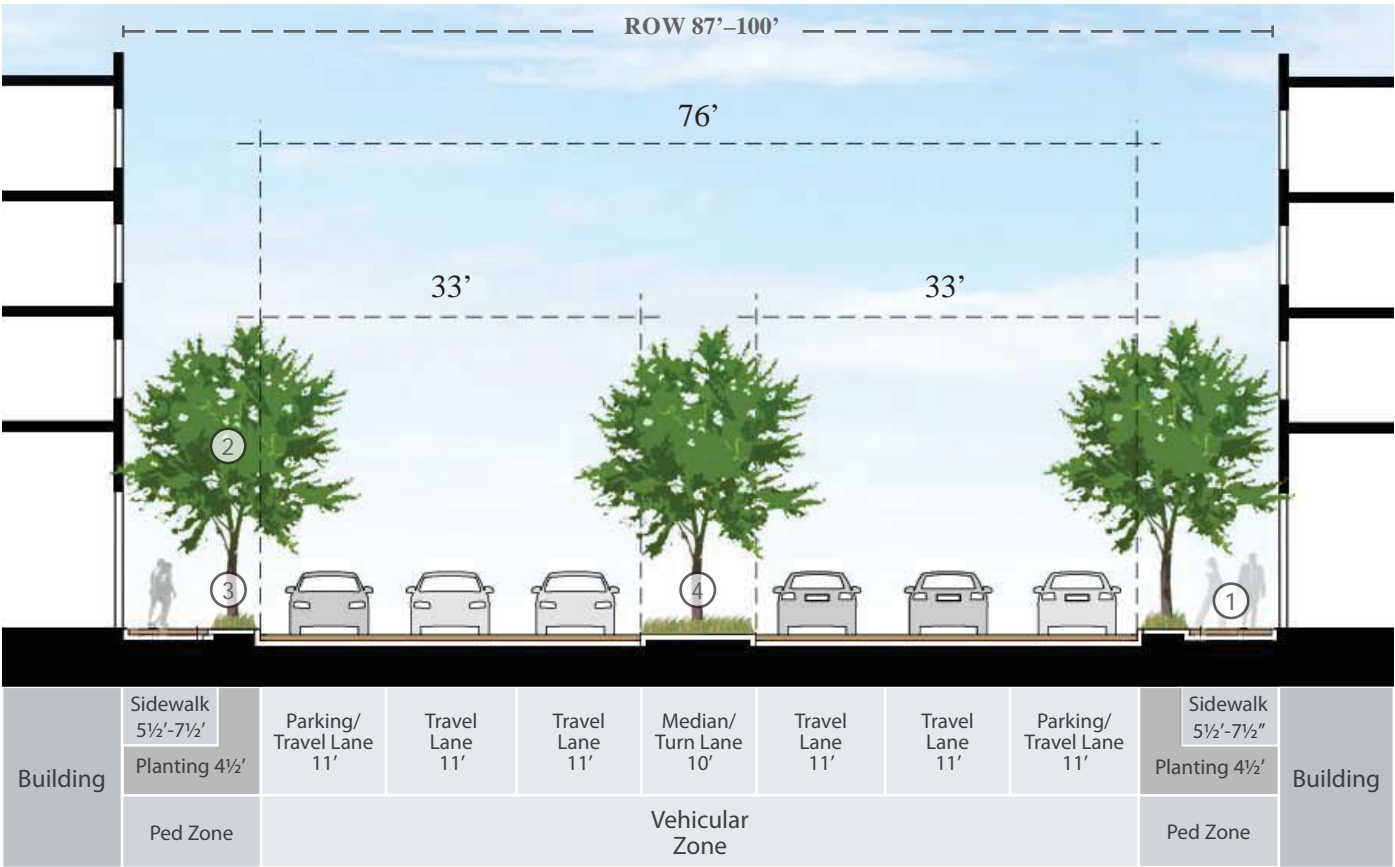 ROW 87’–100’
76’
33’
33’
2
3
4
1
Building
Sidewalk
5½’-7½’
Planting 4½’
Ped Zone
Parking/
Travel Lane
11’
Travel
Lane
11’
Travel
Lane
11’
Median/
Turn Lane
10’
Travel
Lane
11’
Travel
Lane
11’
Parking/
Travel Lane
11’
Vehicular
Zone
Sidewalk
5½’-7½”
Planting 4½’
Ped Zone
Building